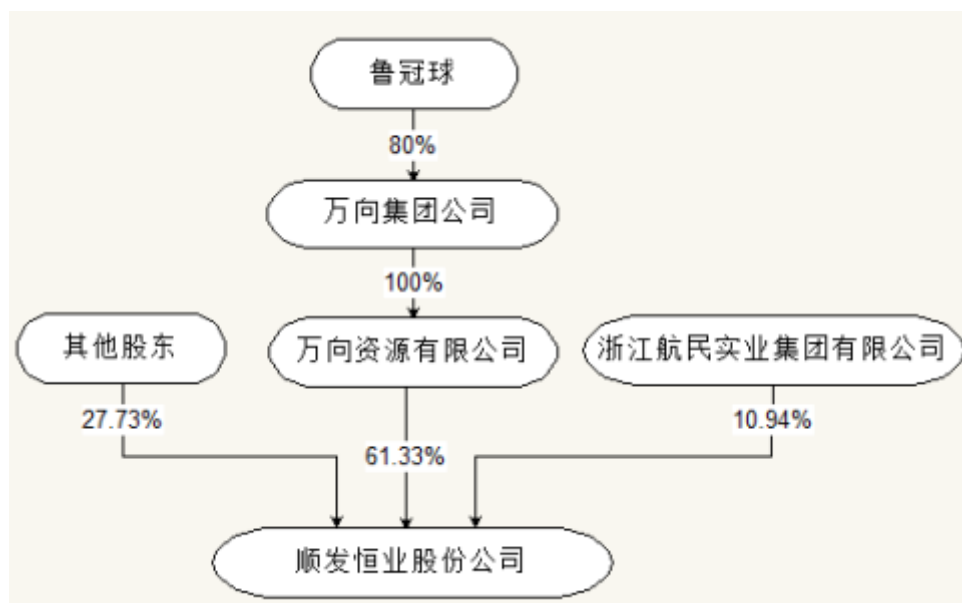 鲁冠球
80%
万向集团公司
100%
其他股东
万向资源有限公司
浙江航民实业集团有限公司
27.73%
61.33%
10.94%
顺发恒业股份公司